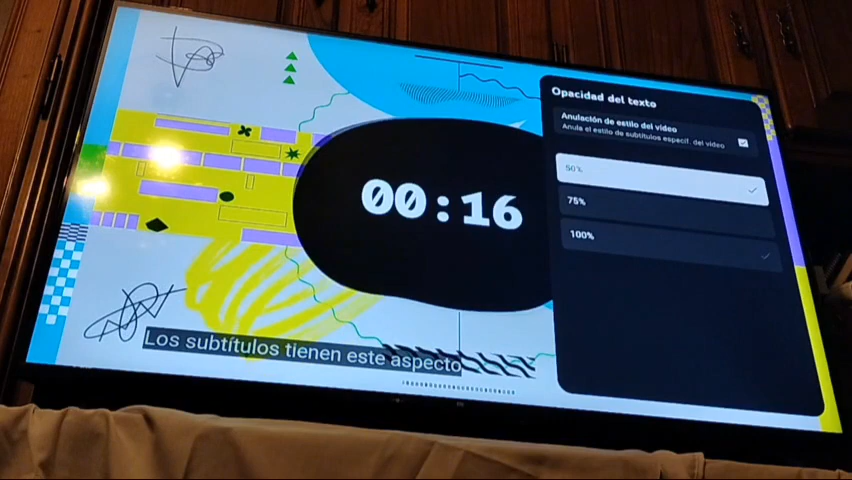 Opacidad del texto
Anulación de estilo del video
Anula el estilo de subtítulos específ. del video
50%
75%
100%
00:16
Los subtítulos tienen este aspecto